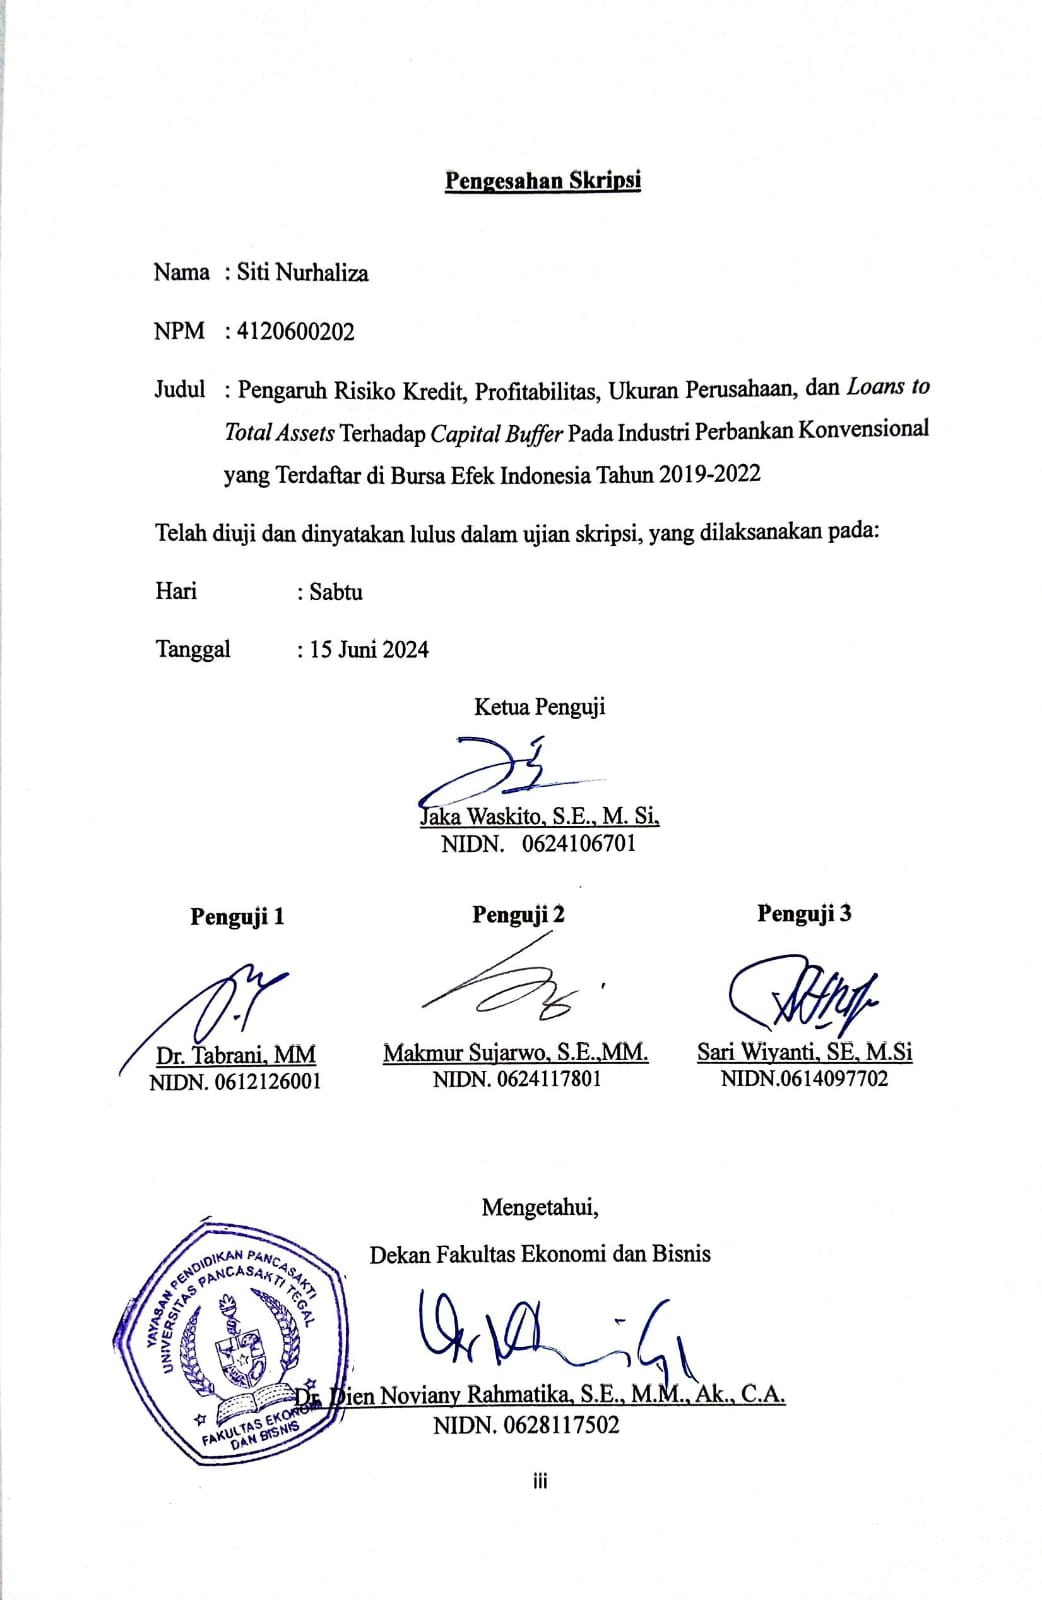 Pengesahan Skripsi
Nama : Siti Nurhaliza
NPM : 4120600202
Judul : Pengaruh Risiko Kredit, Profitabilitas, Ukuran Perusahaan, dan Loans to
Total Assets Terhadap Capital Buffer Pada Industri Perbankan Konvensional
yang Terdaftar di Bursa Efek Indonesia Tahun 2019-2022
Telah diuji dan dinyatakan lulus dalam ujian skripsi, yang dilaksanakan pada:
Hari : Sabtu
Tanggal : 15 Juni 2024
Ketua Penguji
Jaka Waskito, S.E., M. Si,
NIDN. 0624106701
Penguji 1 Penguji 2 Penguji 3
Dr. Tabrani, MM Makmur Sujarwo, S.E.,MM. Sari Wiyanti, SE, M.Si
NIDN. 0612126001 NIDN. 0624117801 NIDN.0614097702
Mengetahui,
Dekan Fakultas Ekonomi dan Bisnis
YAYASAN PENDIDIKAN PANCASAKTI
UNIVERSITAS PANCASAKTI TEGAL
FAKULTAS EKONOMI
DAN BISNIS
Dr. Dien Noviany Rahmatika, S.E., M.M., Ak., C.A.
NIDN. 0628117502
iii